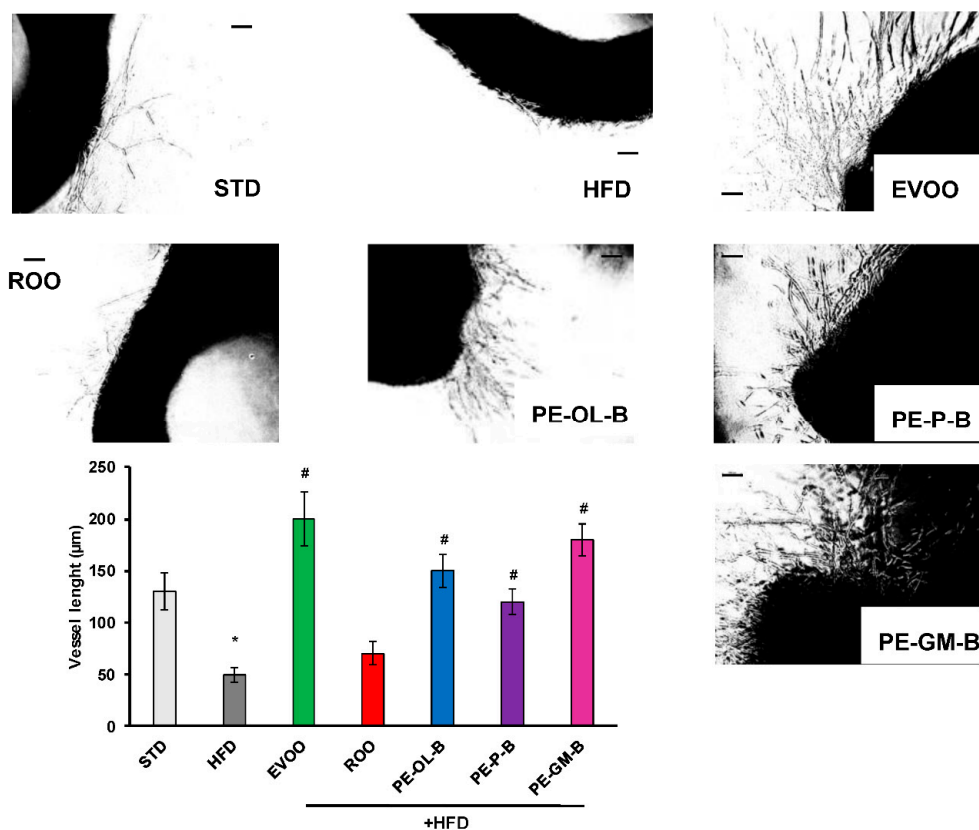 STD
HFD
EVOO
ROO
PE-OL-B
PE-P-B
PE-GM-B
Vessel lenght (µm)
250
200
150
100
50
0
*
#
#
#
#
STD
HFD
EVOO
ROO
PE-OL-B
PE-P-B
PE-GM-B
+HFD